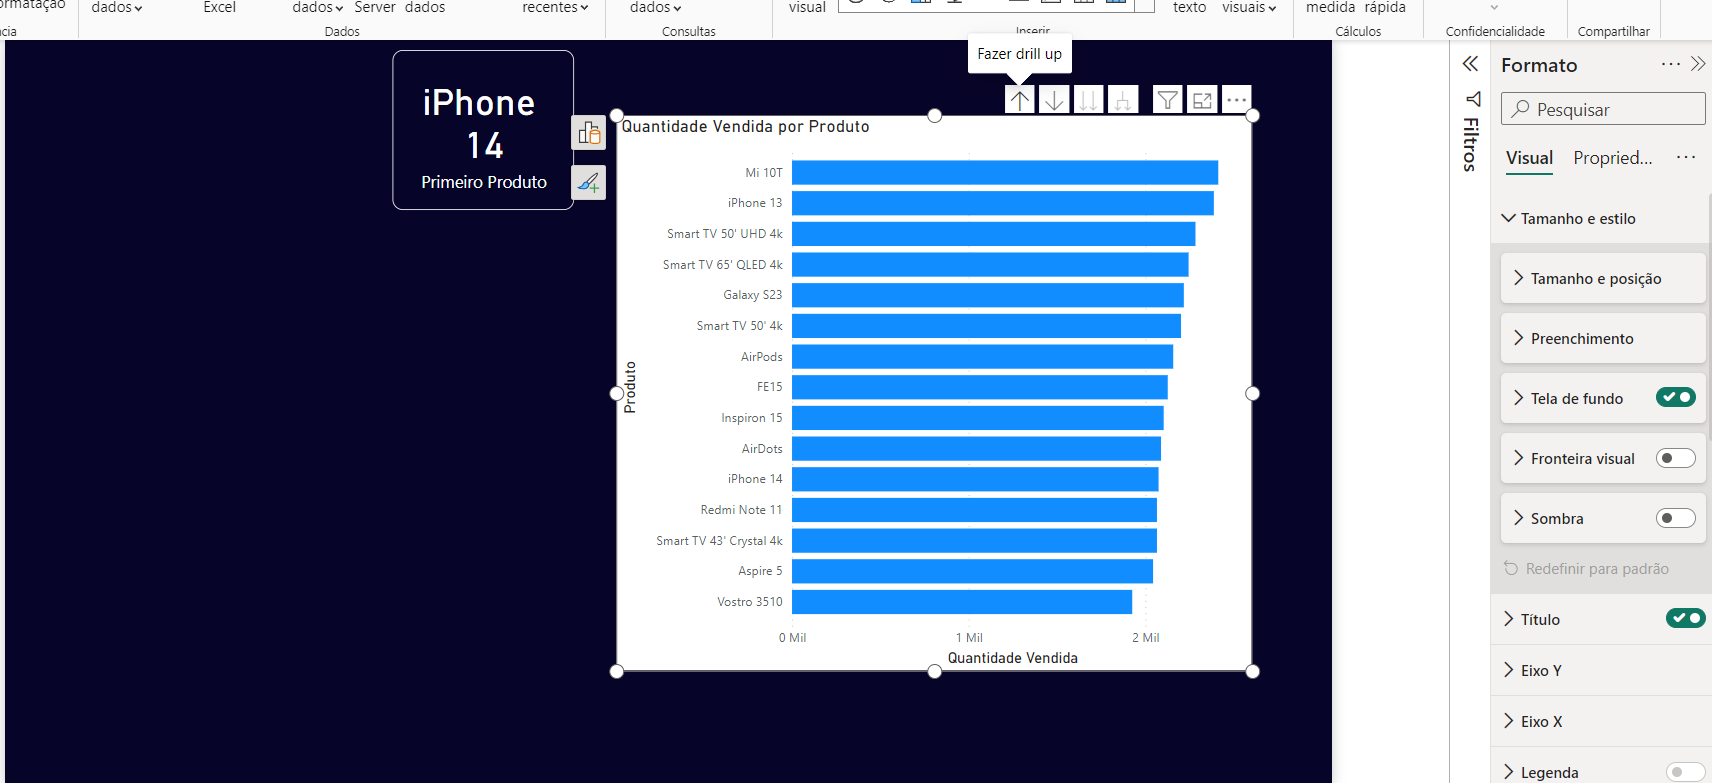 dados
Excel
dados
Server
dados
recentes
dados
visual
texto
visuais
medida
rápida
Dados
Consultas
Inserir
Cálculos
Confidencialidade
Compartilhar
Fazer drill up
iPhone
14
Primeiro Produto
Quantidade Vendida por Produto
Produto
Mi 10T
iPhone 13
Smart TV 50' UHD 4k
Smart TV 65' QLED 4k
Galaxy S23
Smart TV 50' 4k
AirPods
FE15
Inspiron 15
AirDots
iPhone 14
Redmi Note 11
Smart TV 43' Crystal 4k
Aspire 5
Vostro 3510
0 Mil
1 Mil
2 Mil
Quantidade Vendida
Filtros
Formato
Pesquisar
Visual
Propried...
Tamanho e estilo
Tamanho e posição
Preenchimento
Tela de fundo
Fronteira visual
Sombra
Redefinir para padrão
Título
Eixo Y
Eixo X
Legenda